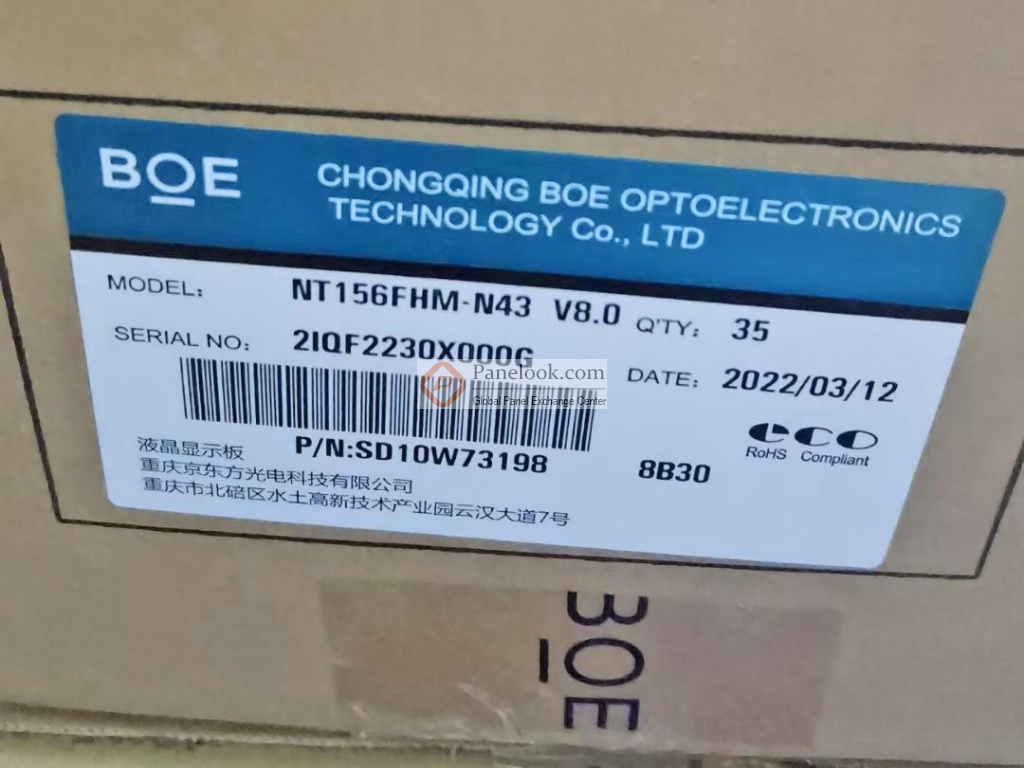 BOE
CHONGQING BOE OPTOELECTRONICS
TECHNOLOGY Co., LTD
MODEL: NT156FHM-N43 V8.0 Q'TY: 35
SERIAL NO: 2IQF2230X000G
DATE: 2022/03/12
Panelook.com
Global Panel Exchange Center
eco
RoHS Compliant
液晶显示板 P/N:SD10W73198 8B30
重庆京东方光电科技有限公司
重庆市北碚区水土高新技术产业园云汉大道7号
BOE